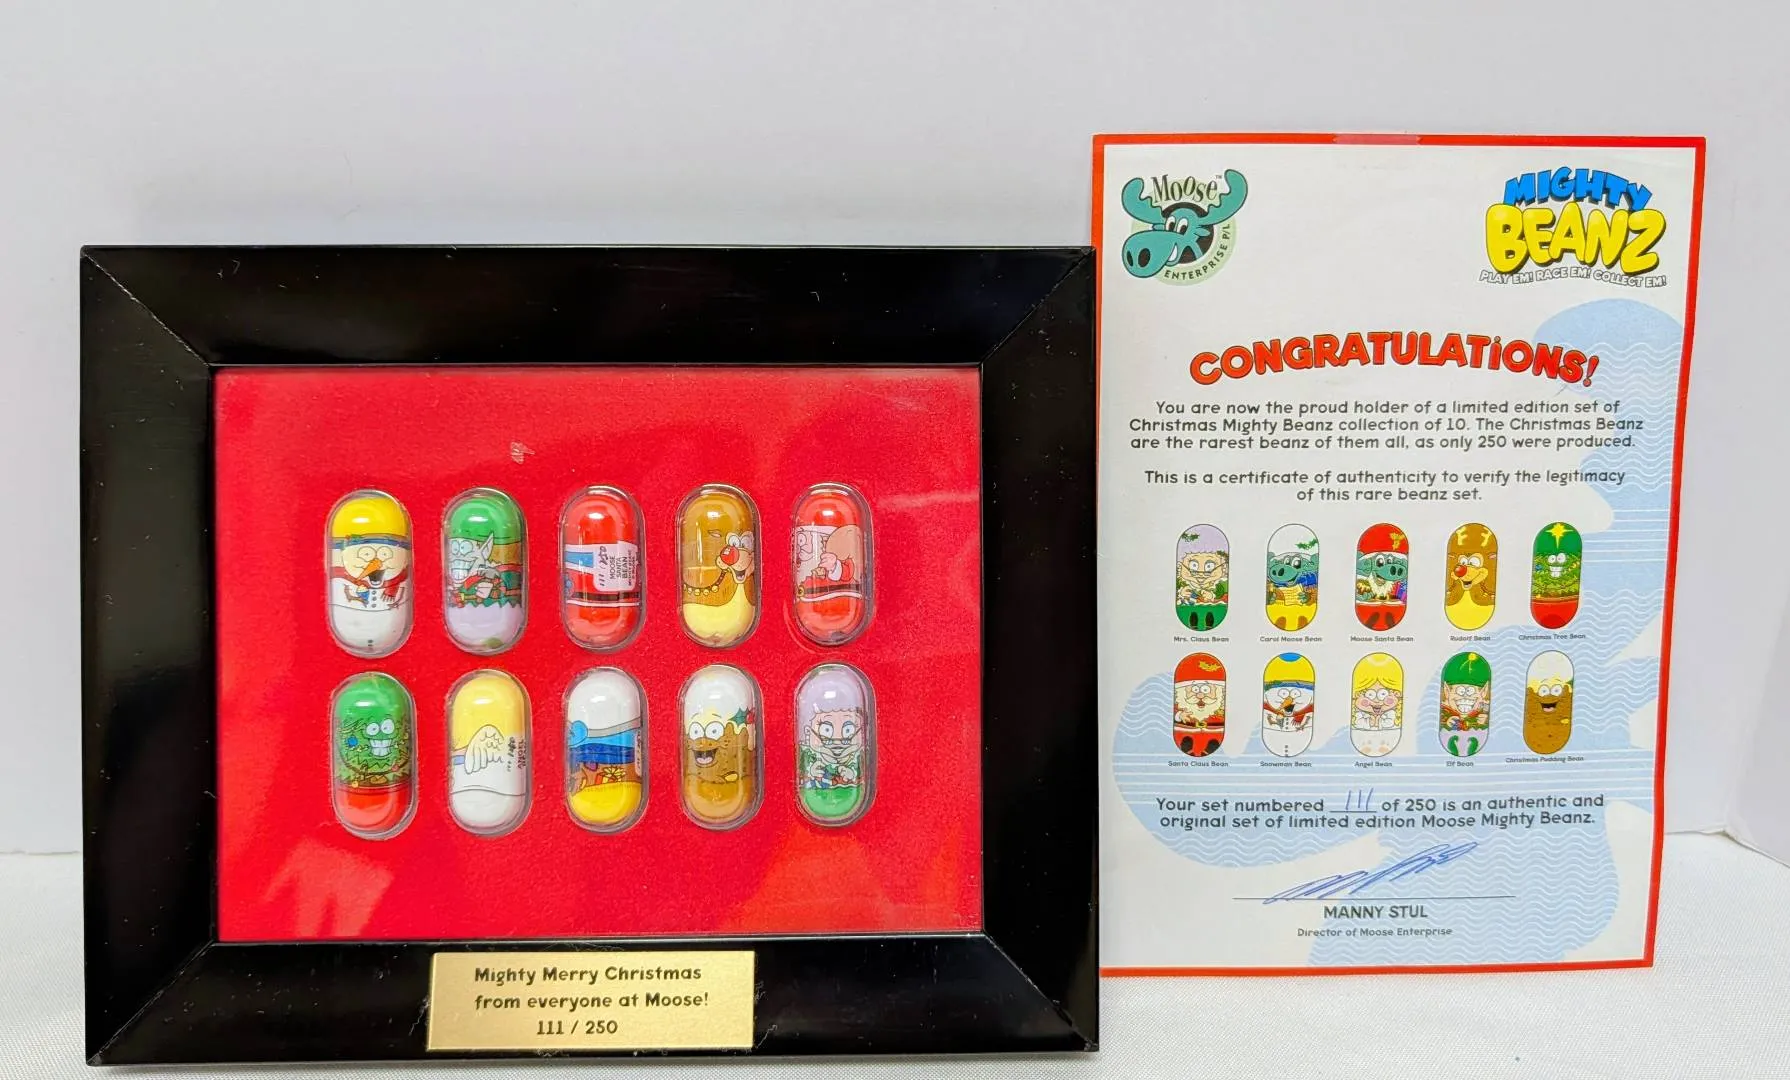 MOOSE
SANTA
BEAN
ANGEL
Mighty Merry Christmas
from everyone at Moose!
111 / 250
Moose™
ENTERPRISE P/L
MIGHTY
BEANZ
PLAY EM! RACE EM! COLLECT EM!
CONGRATULATiONS!
You are now the proud holder of a limited edition set of
Christmas Mighty Beanz collection of 10. The Christmas Beanz
are the rarest beanz of them all, as only 250 were produced.
This is a certificate of authenticity to verify the legitimacy
of this rare beanz set.
Mrs. Claus Bean Carol Moose Bean Moose Santa Bean Rudolf Bean Christmas Tree Bean
Santa Claus Bean Snowman Bean Angel Bean Elf Bean Christmas Pudding Bean
Your set numbered 111 of 250 is an authentic and
original set of limited edition Moose Mighty Beanz.
MANNY STUL
Director of Moose Enterprise